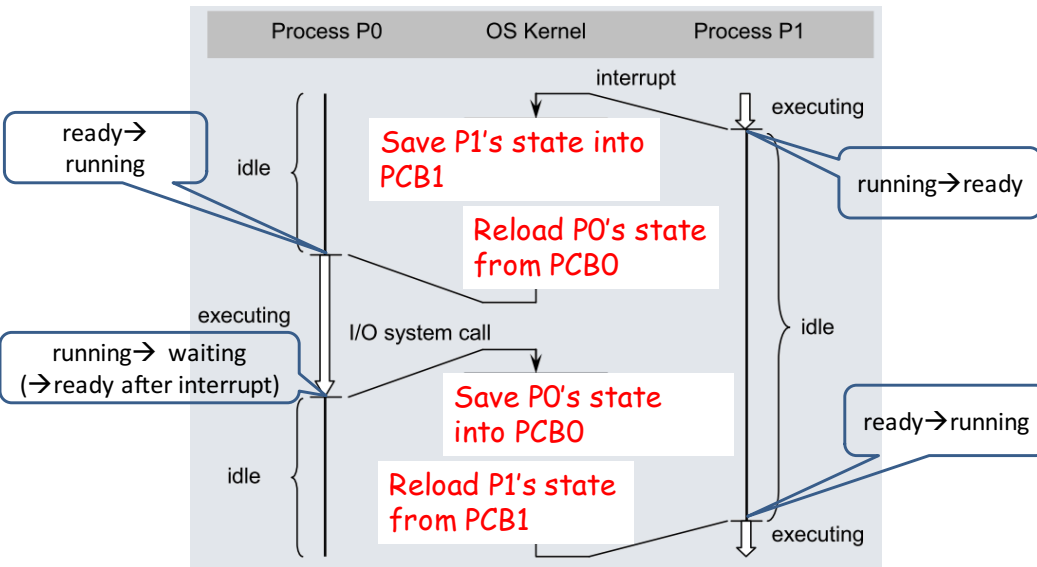 Process P0
OS Kernel
Process P1
interrupt
executing
ready→
running
idle
Save P1's state into
PCB1
running→ready
Reload P0's state
from PCB0
executing
I/O system call
idle
running→ waiting
(→ready after interrupt)
Save P0's state
into PCB0
ready→running
idle
Reload P1's state
from PCB1
executing